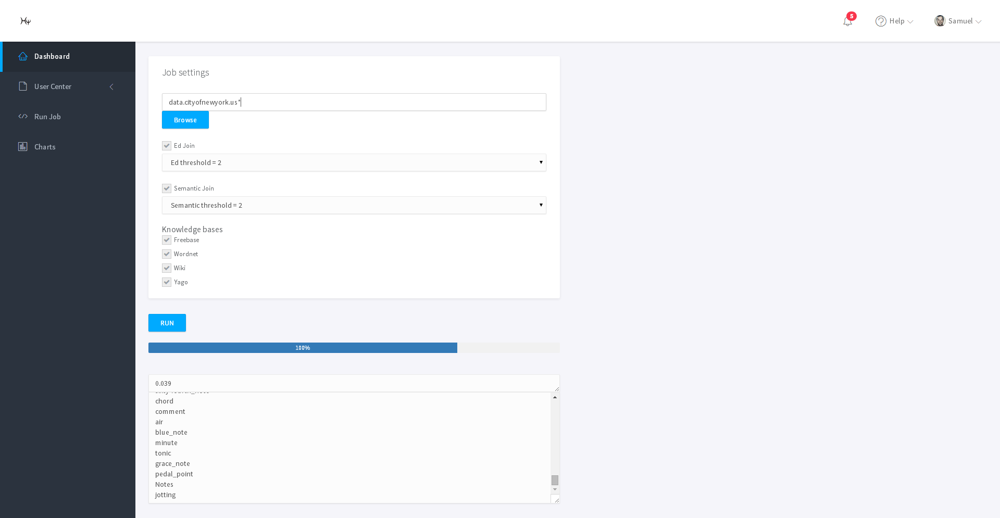 5
Help
Samuel
Dashboard
User Center
Run Job
Charts
Job settings
data.cityofnewyork.us*
Browse
Ed Join
Ed threshold = 2
Semantic Join
Semantic threshold = 2
Knowledge bases
Freebase
Wordnet
Wiki
Yago
RUN
100%
0.039
chord
comment
air
blue_note
minute
tonic
grace_note
pedal_point
Notes
jotting